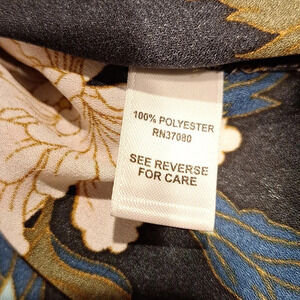 100% POLYESTER
RN37080
SEE REVERSE
FOR CARE